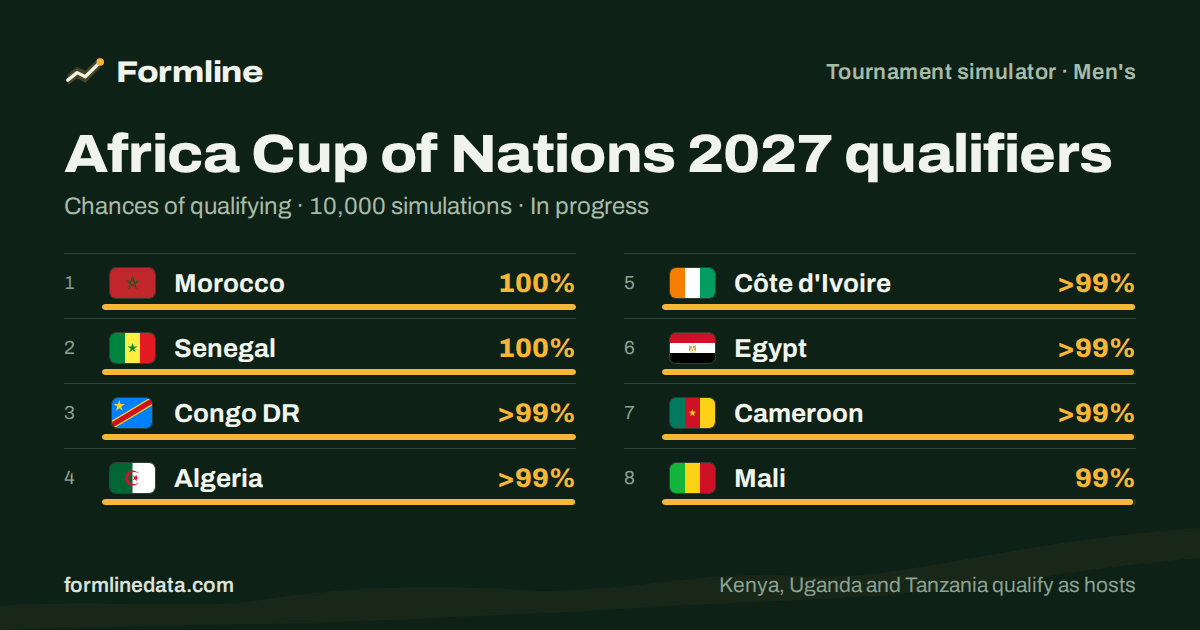 Formline
Tournament simulator · Men's
Africa Cup of Nations 2027 qualifiers
Chances of qualifying · 10,000 simulations · In progress
1 Morocco 100%
2 Senegal 100%
3 Congo DR >99%
4 Algeria >99%
5 Côte d'Ivoire >99%
6 Egypt >99%
7 Cameroon >99%
8 Mali 99%
formlinedata.com
Kenya, Uganda and Tanzania qualify as hosts